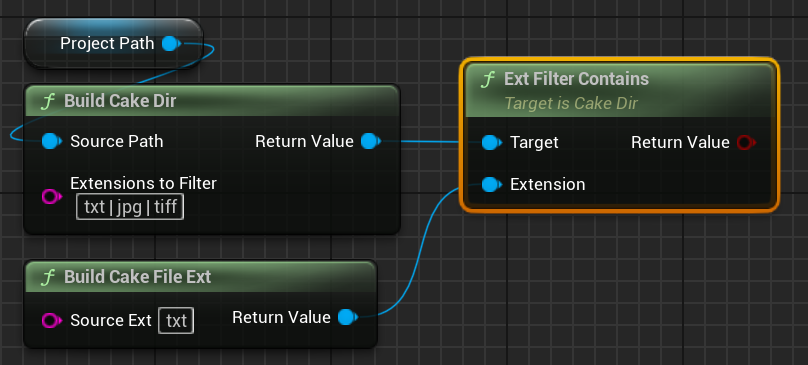 Project Path
f Build Cake Dir
Source Path Return Value
Extensions to Filter
txt|jpg|tiff
f Build Cake File Ext
Source Ext txt Return Value
f Ext Filter Contains
Target is Cake Dir
Target Return Value
Extension